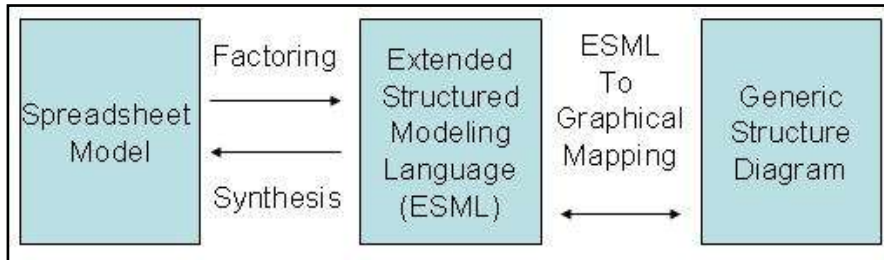 Spreadsheet
Model
Factoring
Synthesis
Extended
Structured
Modeling
Language
(ESML)
ESML
To
Graphical
Mapping
Generic
Structure
Diagram